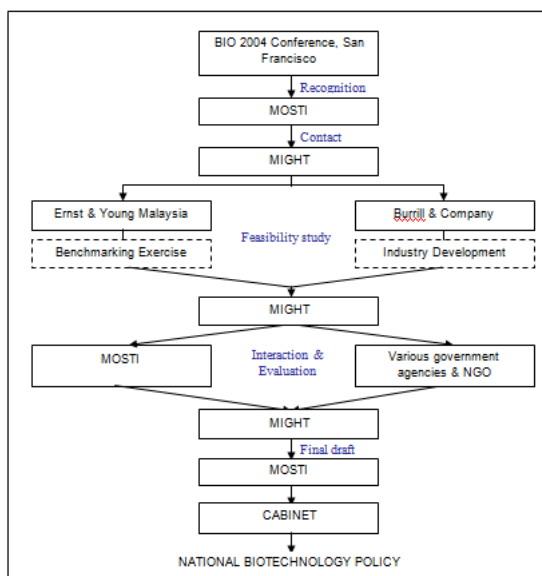 BIO 2004 Conference, San
Francisco
Recognition
MOSTI
Contact
MIGHT
Ernst & Young Malaysia
Burrill & Company
Benchmarking Exercise
Feasibility study
Industry Development
MIGHT
MOSTI
Interaction &
Evaluation
Various government
agencies & NGO
MIGHT
Final draft
MOSTI
CABINET
NATIONAL BIOTECHNOLOGY POLICY